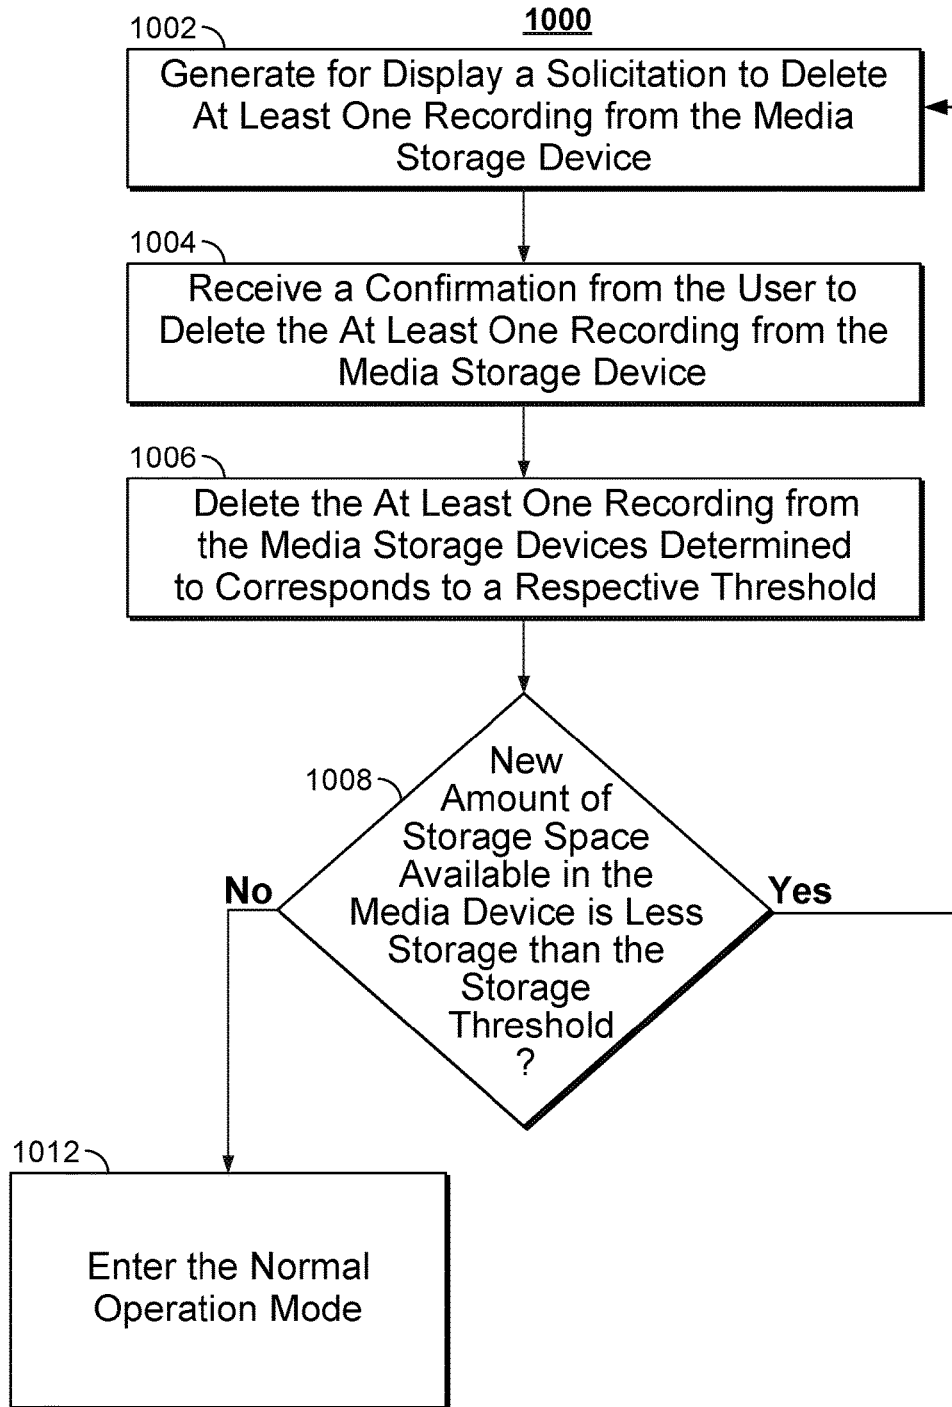 1000
1002
Generate for Display a Solicitation to Delete
At Least One Recording from the Media
Storage Device
1004
Receive a Confirmation from the User to
Delete the At Least One Recording from the
Media Storage Device
1006
Delete the At Least One Recording from
the Media Storage Devices Determined
to Corresponds to a Respective Threshold
1008
New
Amount of
Storage Space
Available in the
Media Device is Less
Storage than the
Storage
Threshold
?
No
Yes
1012
Enter the Normal
Operation Mode